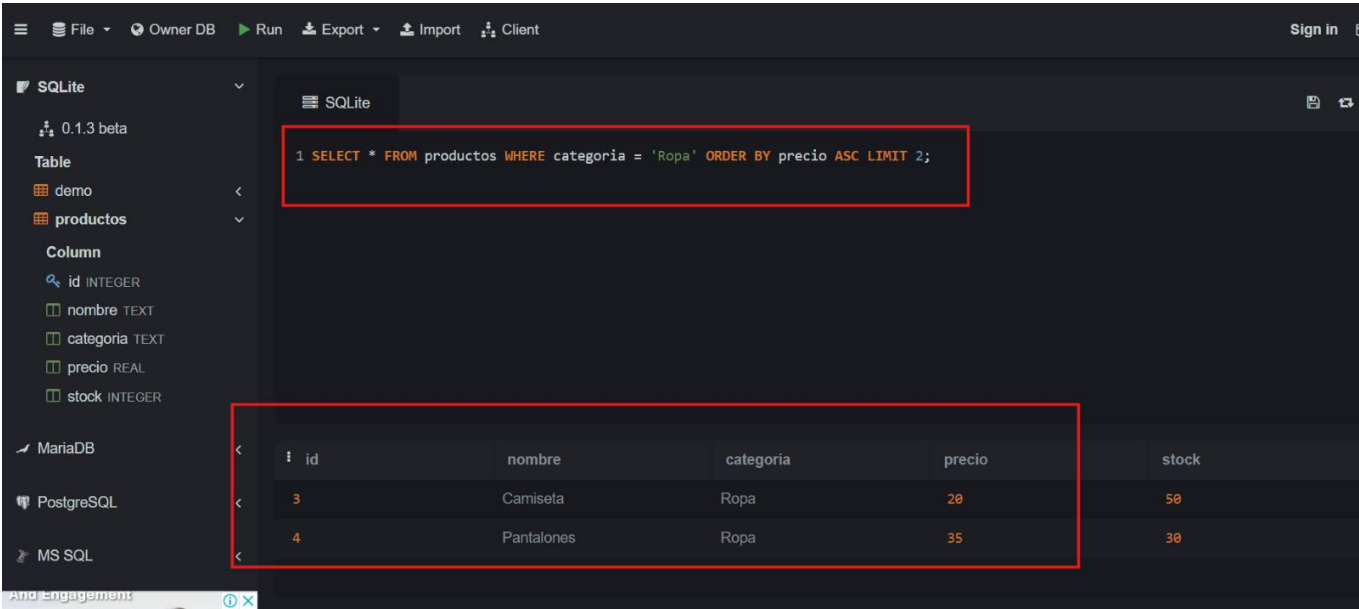 File Owner DB Run Export Import Client Sign in
SQLite
0.1.3 beta
Table
demo
productos
Column
id INTEGER
nombre TEXT
categoria TEXT
precio REAL
stock INTEGER
MariaDB
PostgreSQL
MS SQL
And Engagement
SQLite
1 SELECT * FROM productos WHERE categoria = 'Ropa' ORDER BY precio ASC LIMIT 2;
id nombre categoria precio stock
3 Camiseta Ropa 20 50
4 Pantalones Ropa 35 30